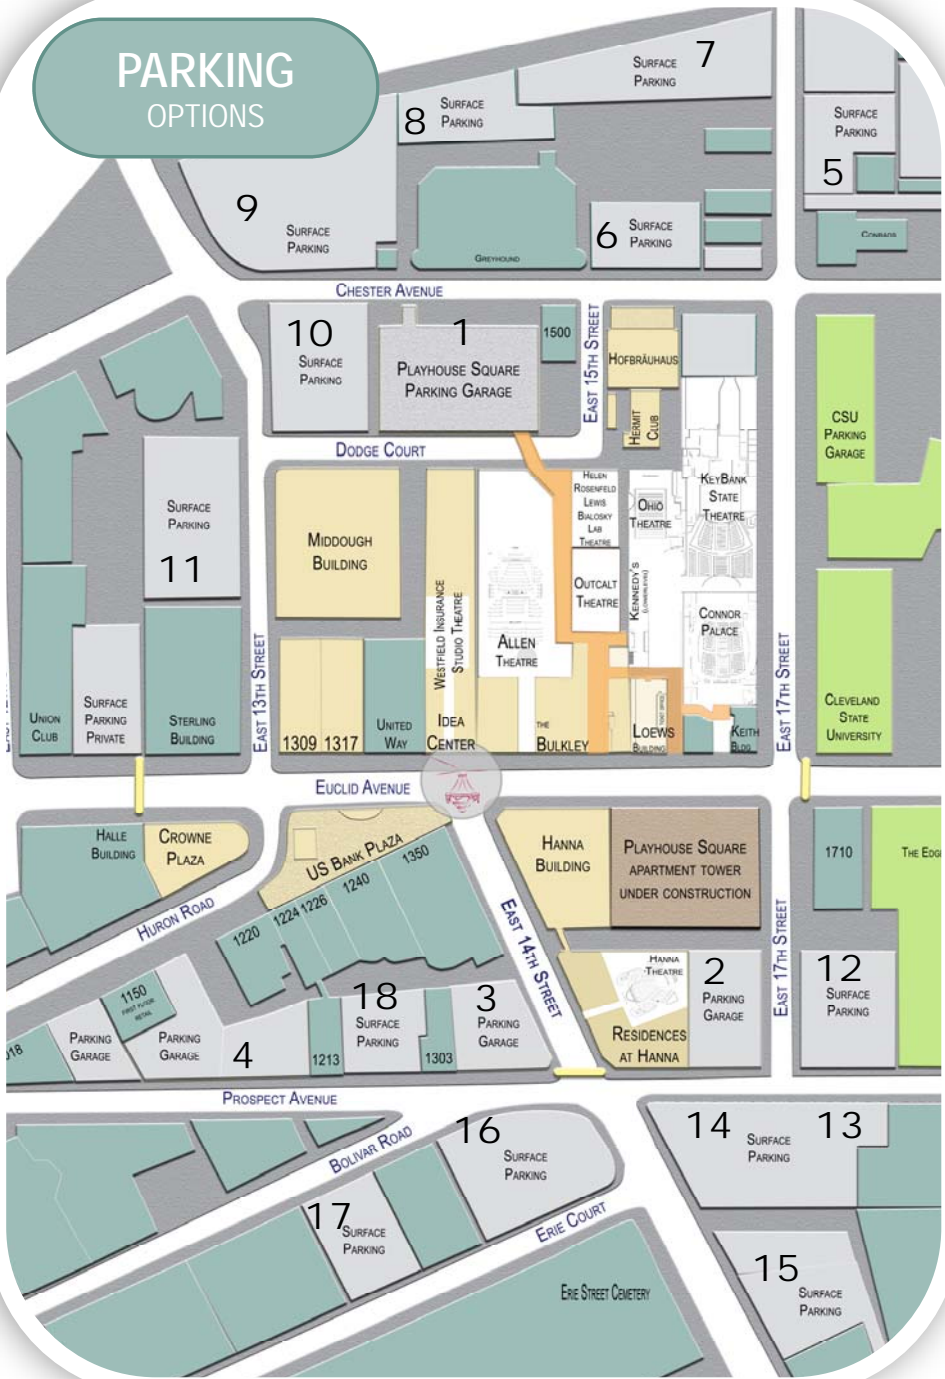 PARKING
OPTIONS
7
SURFACE
PARKING
8
SURFACE
PARKING
SURFACE
PARKING
5
9
SURFACE
PARKING
6
SURFACE
PARKING
GREYHOUND
CONRADS
CHESTER AVENUE
10
SURFACE
PARKING
1
PLAYHOUSE SQUARE
PARKING GARAGE
1500
EAST 15TH STREET
HOFBRÄUHAUS
HERMIT
CLUB
CSU
PARKING
GARAGE
DODGE COURT
SURFACE
PARKING
11
MIDDOUGH
BUILDING
HELEN
ROSENFELD
LEWIS
BIALOSKY
LAB
THEATRE
OHIO
THEATRE
KEYBANK
STATE
THEATRE
OUTCALT
THEATRE
KENNEDY'S
(LOWER LEVEL)
CONNOR
PALACE
WESTFIELD INSURANCE
STUDIO THEATRE
ALLEN
THEATRE
EAST 13TH STREET
EAST 17TH STREET
UNION
CLUB
SURFACE
PARKING
PRIVATE
STERLING
BUILDING
1309
1317
UNITED
WAY
IDEA
CENTER
THE
BULKLEY
LOEWS
BUILDING
KEITH
BLDG
CLEVELAND
STATE
UNIVERSITY
EUCLID AVENUE
HALLE
BUILDING
CROWNE
PLAZA
US BANK PLAZA
HANNA
BUILDING
PLAYHOUSE SQUARE
APARTMENT TOWER
UNDER CONSTRUCTION
1710
THE EDGE
HURON ROAD
1220
1224
1226
1240
1350
EAST 14TH STREET
EAST 17TH STREET
HANNA
THEATRE
2
PARKING
GARAGE
12
SURFACE
PARKING
RESIDENCES
AT HANNA
1150
FIRST FLOOR
RETAIL
018
PARKING
GARAGE
PARKING
GARAGE
4
1213
18
SURFACE
PARKING
1303
3
PARKING
GARAGE
PROSPECT AVENUE
BOLIVAR ROAD
16
SURFACE
PARKING
14
SURFACE
PARKING
13
17
SURFACE
PARKING
ERIE COURT
15
SURFACE
PARKING
ERIE STREET CEMETERY